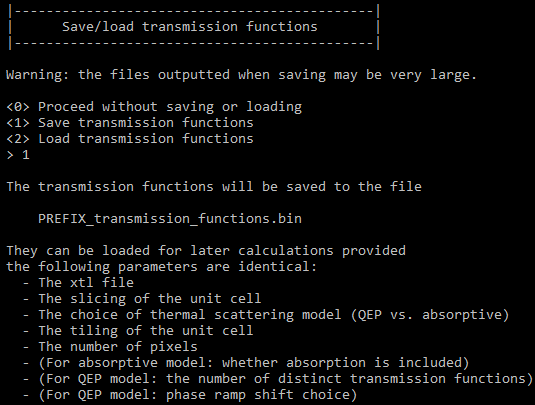 |---------------------------------------------|
|      Save/load transmission functions       |
|---------------------------------------------|
Warning: the files outputted when saving may be very large.
<0> Proceed without saving or loading
<1> Save transmission functions
<2> Load transmission functions
> 1
The transmission functions will be saved to the file
PREFIX_transmission_functions.bin
They can be loaded for later calculations provided
the following parameters are identical:
- The xtl file
- The slicing of the unit cell
- The choice of thermal scattering model (QEP vs. absorptive)
- The tiling of the unit cell
- The number of pixels
- (For absorptive model: whether absorption is included)
- (For QEP model: the number of distinct transmission functions)
- (For QEP model: phase ramp shift choice)